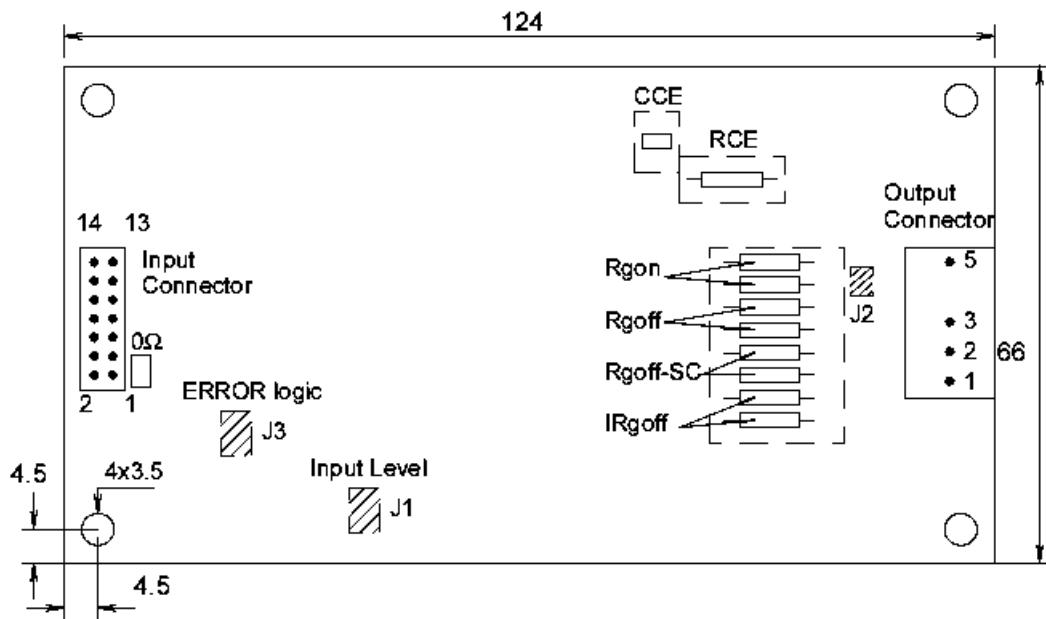 124
CCE
RCE
Output
Connector
14 13
Input
Connector
0Ω
2 1
Rgon
Rgoff
Rgoff-SC
IRgoff
J2
5
3
2
1
66
ERROR logic
J3
Input Level
J1
4.5
4x3.5
4.5